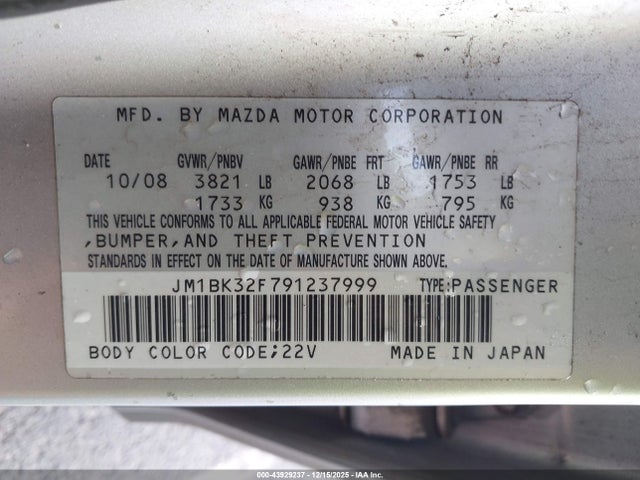 MFD. BY MAZDA MOTOR CORPORATION
DATE GVWR/PNBV GAWR/PNBE FRT GAWR/PNBE RR
10/08 3821 LB 2068 LB 1753 LB
1733 KG 938 KG 795 KG
THIS VEHICLE CONFORMS TO ALL APPLICABLE FEDERAL MOTOR VEHICLE SAFETY
,BUMPER,AND THEFT PREVENTION
STANDARDS IN EFFECT ON THE DATE OF MANUFACTURE SHOWN ABOVE.
JM1BK32F791237999 TYPE:PASSENGER
BODY COLOR CODE;22V MADE IN JAPAN
000-43929237 - 12/15/2025 - IAA Inc.